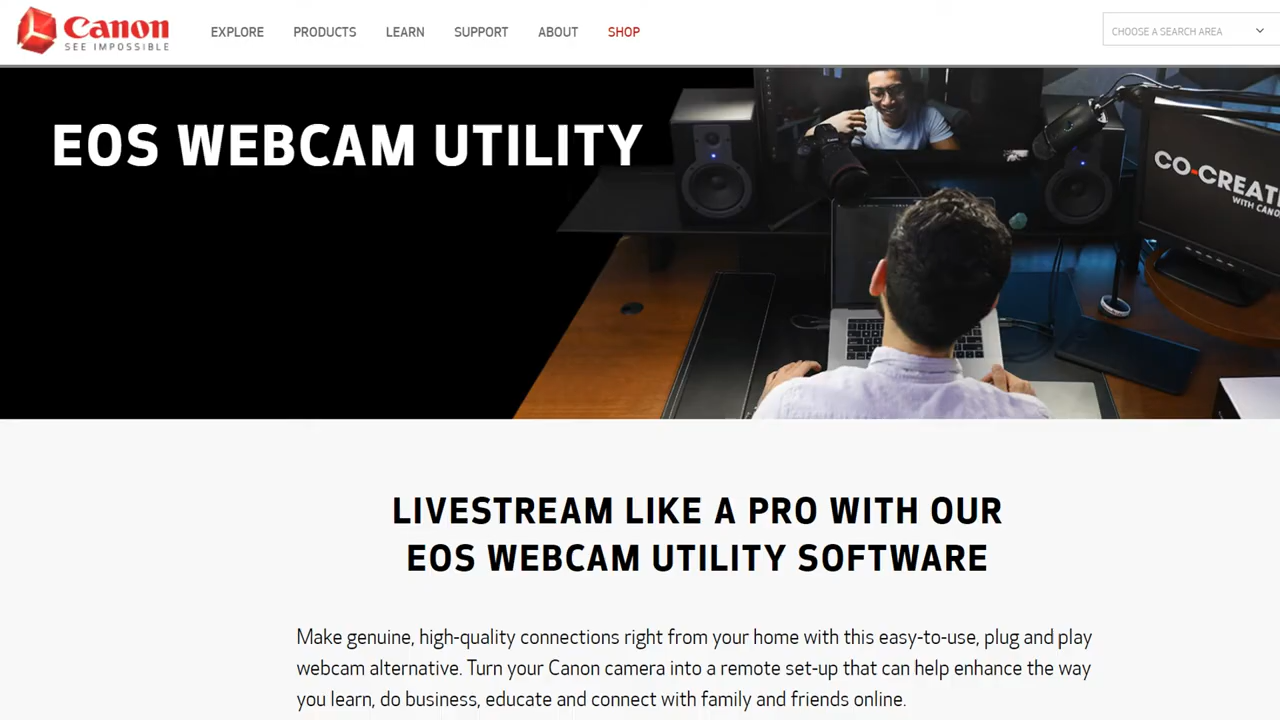 Canon
SEE IMPOSSIBLE
EXPLORE PRODUCTS LEARN SUPPORT ABOUT SHOP
CHOOSE A SEARCH AREA
EOS WEBCAM UTILITY
CO-CREAT
WITH CANO
LIVESTREAM LIKE A PRO WITH OUR
EOS WEBCAM UTILITY SOFTWARE
Make genuine, high-quality connections right from your home with this easy-to-use, plug and play
webcam alternative. Turn your Canon camera into a remote set-up that can help enhance the way
you learn, do business, educate and connect with family and friends online.